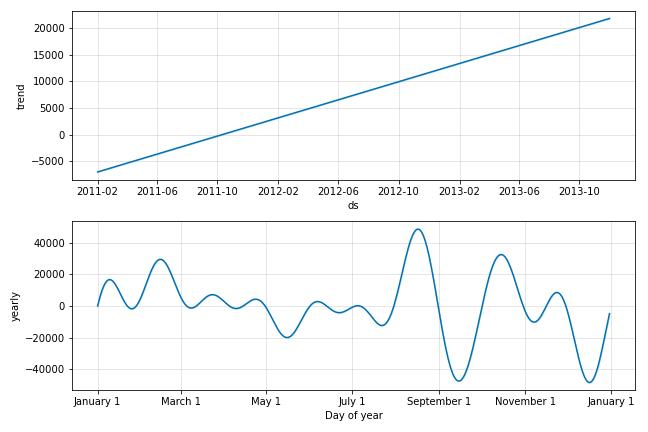 20000
15000
10000
5000
0
−5000
trend
2011-02 2011-06 2011-10 2012-02 2012-06 2012-10 2013-02 2013-06 2013-10
ds
40000
20000
0
−20000
−40000
yearly
January 1 March 1 May 1 July 1 September 1 November 1 January 1
Day of year